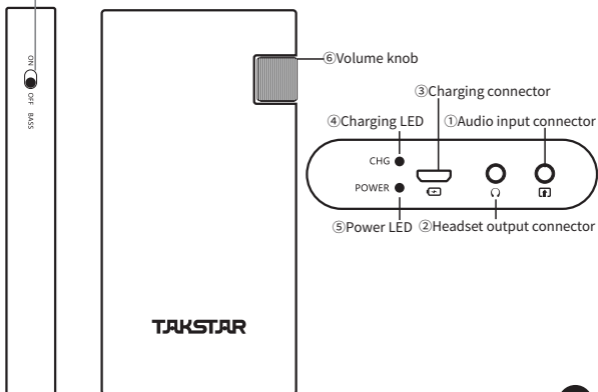 ON
OFF
BASS
⑥Volume knob
③Charging connector
④Charging LED
①Audio input connector
CHG
POWER
⑤Power LED
②Headset output connector
TAKSTAR